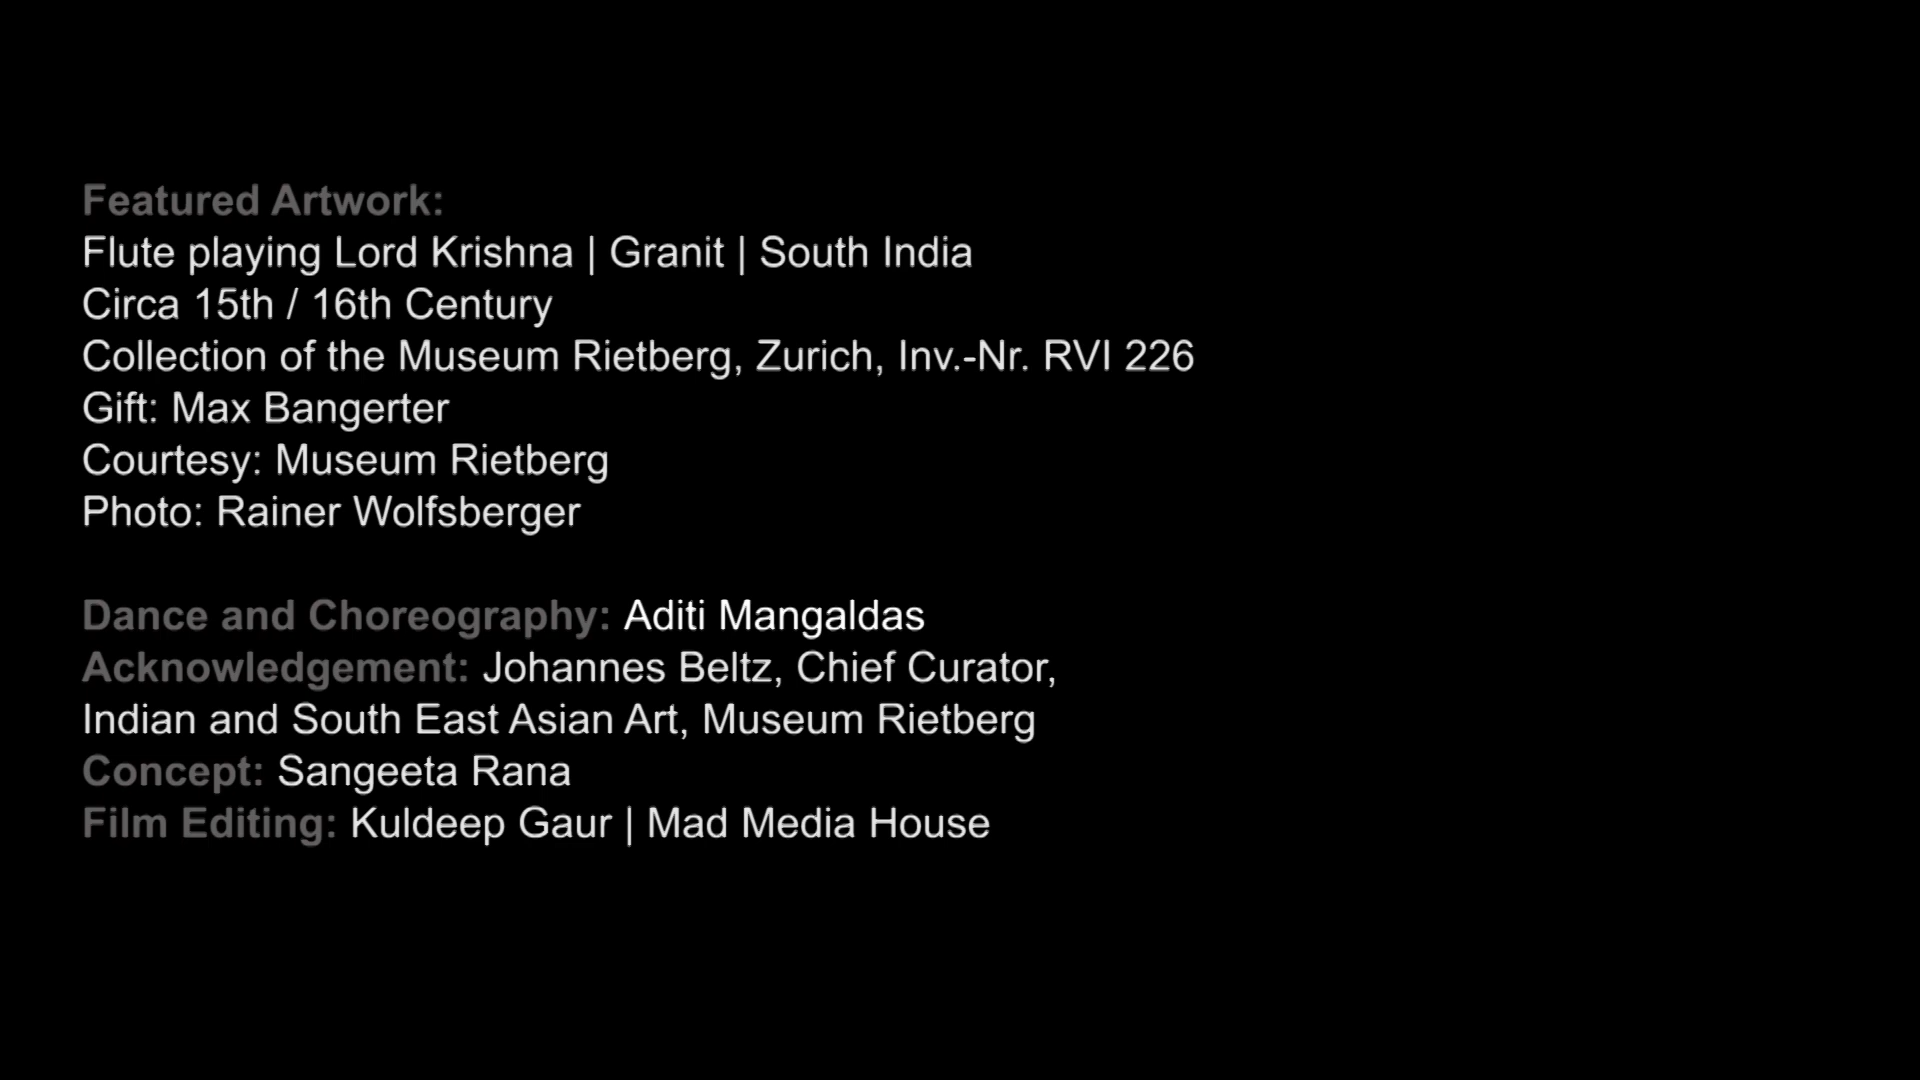 Featured Artwork:
Flute playing Lord Krishna | Granit | South India
Circa 15th / 16th Century
Collection of the Museum Rietberg, Zurich, Inv.-Nr. RVI 226
Gift: Max Bangerter
Courtesy: Museum Rietberg
Photo: Rainer Wolfsberger
Dance and Choreography: Aditi Mangaldas
Acknowledgement: Johannes Beltz, Chief Curator,
Indian and South East Asian Art, Museum Rietberg
Concept: Sangeeta Rana
Film Editing: Kuldeep Gaur | Mad Media House